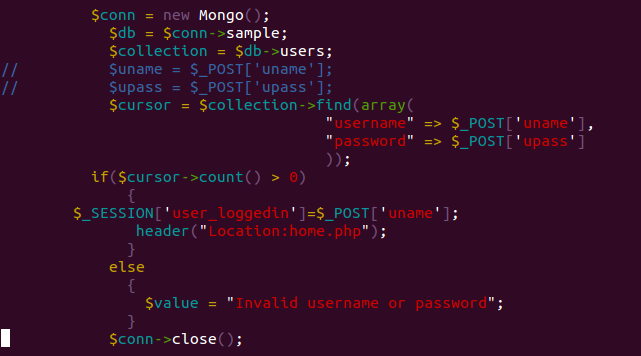 $conn = new Mongo();
$db = $conn->sample;
$collection = $db->users;
// $uname = $_POST['uname'];
// $upass = $_POST['upass'];
$cursor = $collection->find(array(
"username" => $_POST['uname'],
"password" => $_POST['upass']
));
if($cursor->count() > 0)
{
$_SESSION['user_loggedin']=$_POST['uname'];
header("Location:home.php");
}
else
{
$value = "Invalid username or password";
}
$conn->close();